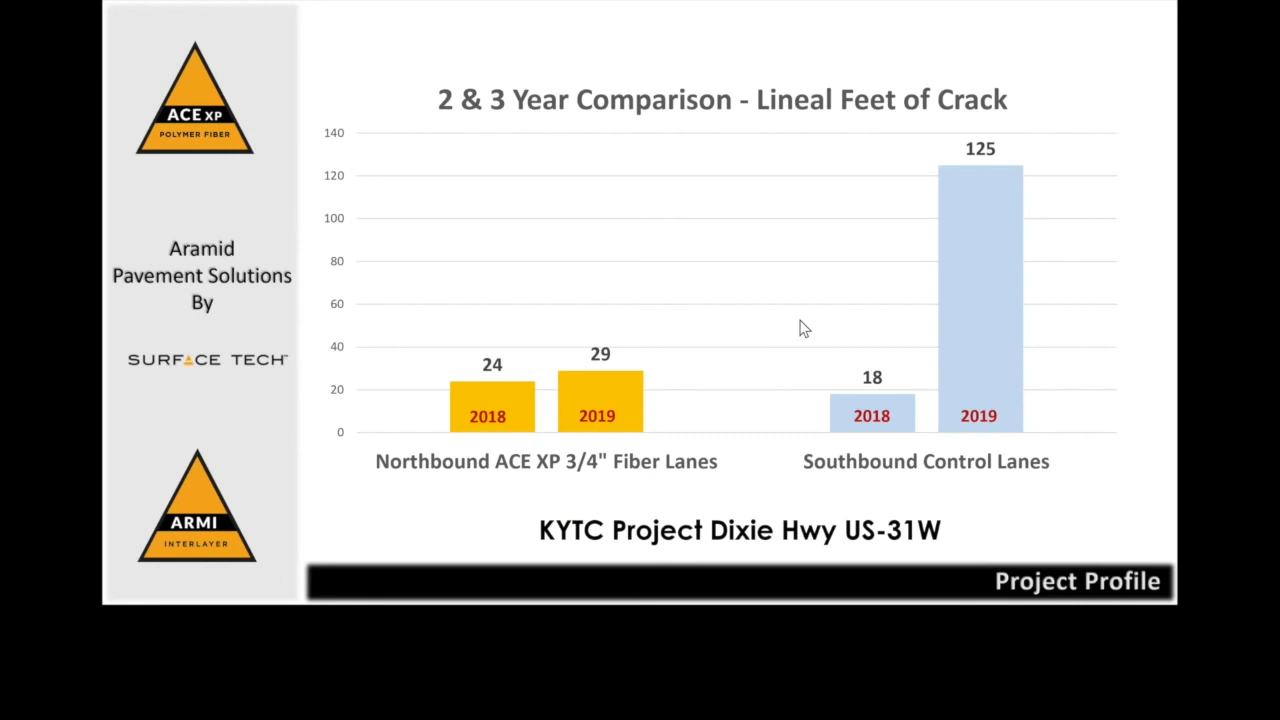 ACE XP
POLYMER FIBER
Aramid
Pavement Solutions
By
SURFACE TECH™
ARMI
INTERLAYER
2 & 3 Year Comparison - Lineal Feet of Crack
140
120
100
80
60
40
20
0
24
29
18
125
2018
2019
2018
2019
Northbound ACE XP 3/4" Fiber Lanes
Southbound Control Lanes
KYTC Project Dixie Hwy US-31W
Project Profile